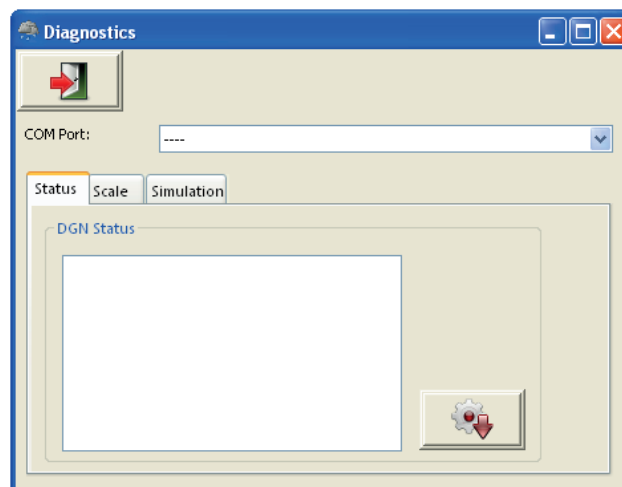 Diagnostics
COM Port:
----
Status Scale Simulation
DGN Status